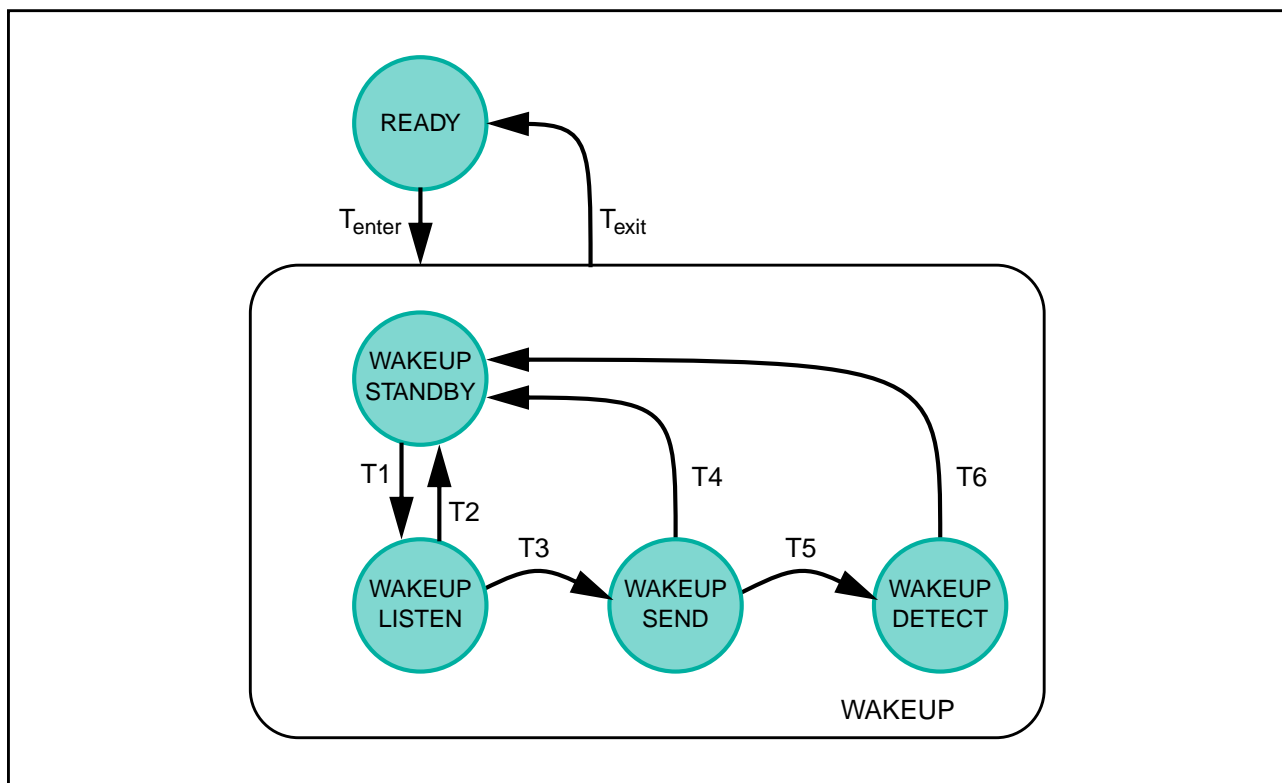 READY
Tenter
Texit
WAKEUP
STANDBY
T1
T2
T4
T6
T3
T5
WAKEUP
LISTEN
WAKEUP
SEND
WAKEUP
DETECT
WAKEUP